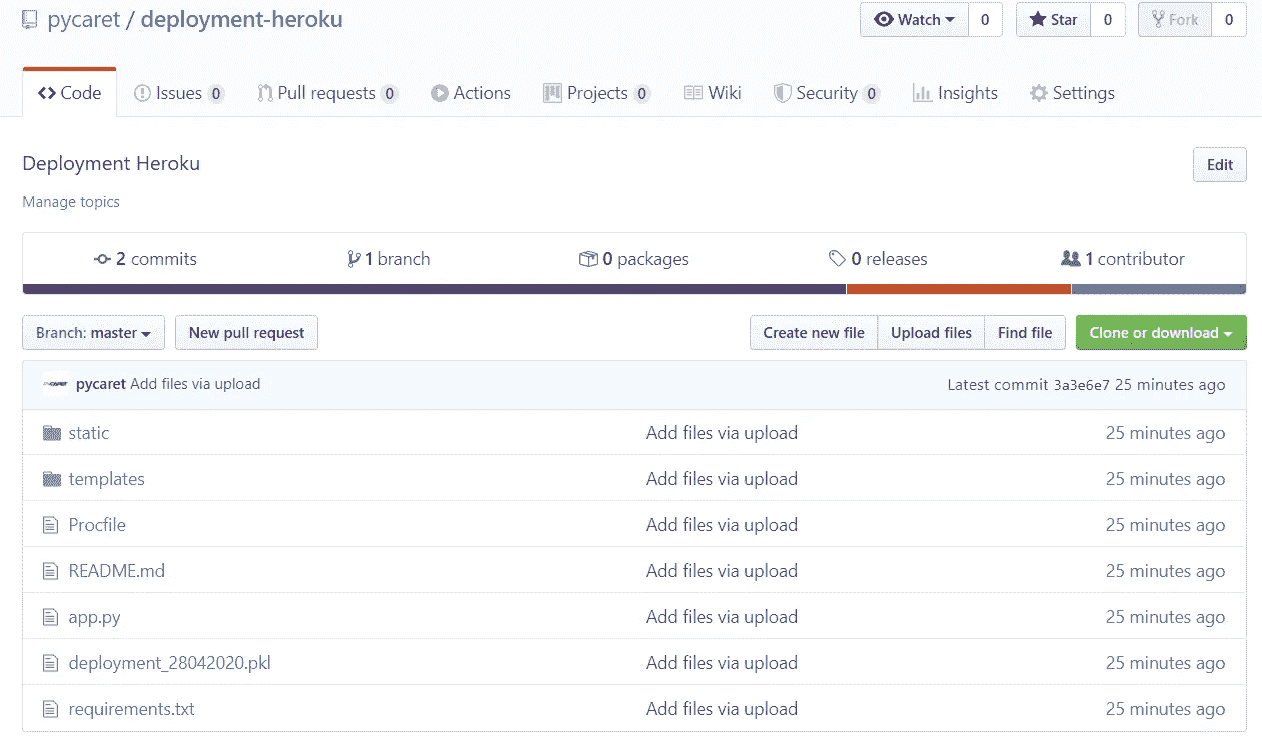 pycaret / deployment-heroku Watch 0 Star 0 Fork 0
Code Issues 0 Pull requests 0 Actions Projects 0 Wiki Security 0 Insights Settings
Deployment Heroku Edit
Manage topics
2 commits 1 branch 0 packages 0 releases 1 contributor
Branch: master New pull request Create new file Upload files Find file Clone or download
pycaret Add files via upload Latest commit 3a3e6e7 25 minutes ago
static Add files via upload 25 minutes ago
templates Add files via upload 25 minutes ago
Procfile Add files via upload 25 minutes ago
README.md Add files via upload 25 minutes ago
app.py Add files via upload 25 minutes ago
deployment_28042020.pkl Add files via upload 25 minutes ago
requirements.txt Add files via upload 25 minutes ago